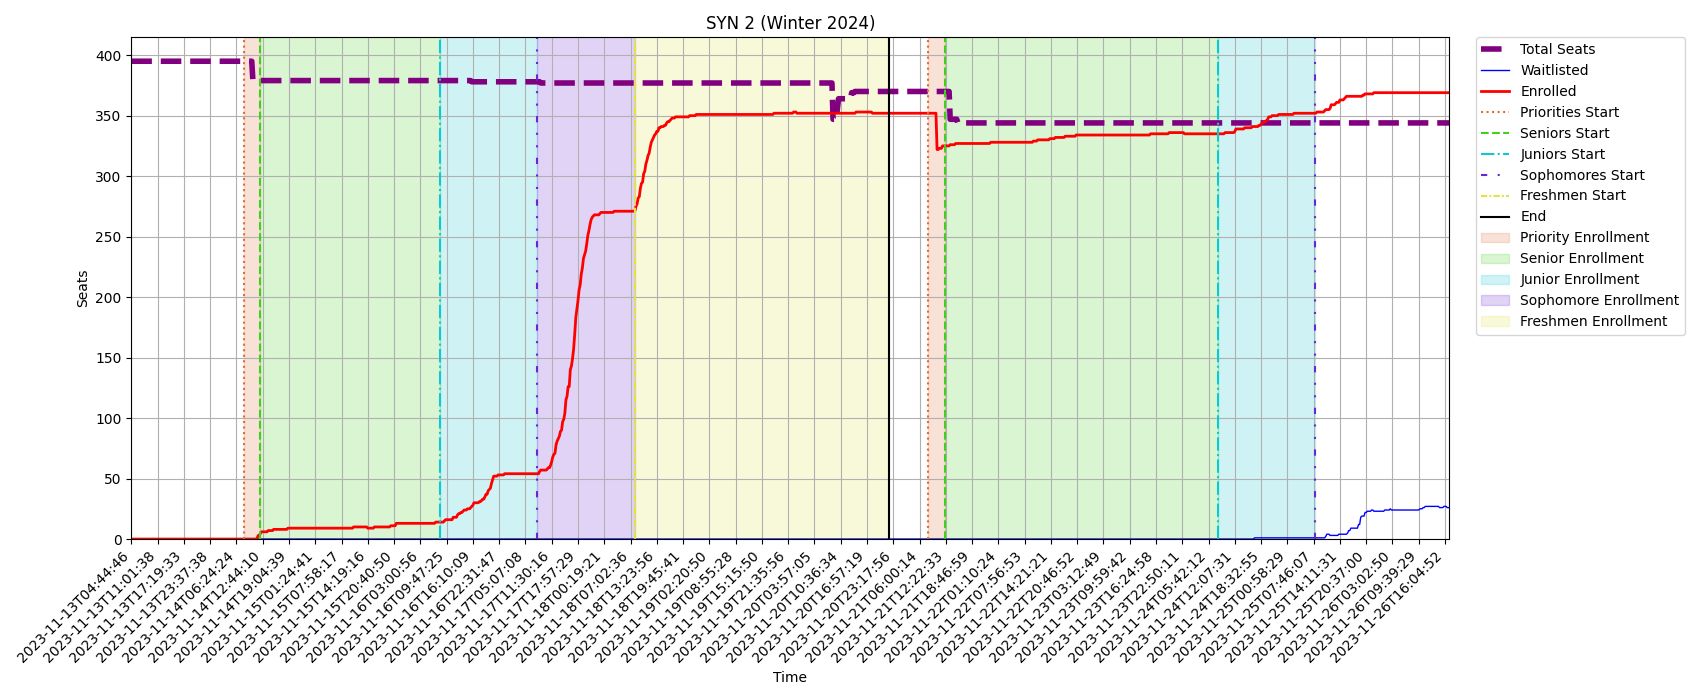 SYN 2 (Winter 2024)
Seats
400
350
300
250
200
150
100
50
0
2023-11-13T04:44:46
2023-11-13T11:01:38
2023-11-13T17:19:33
2023-11-13T23:37:38
2023-11-14T06:24:24
2023-11-14T12:44:10
2023-11-14T19:04:39
2023-11-15T01:24:41
2023-11-15T07:58:17
2023-11-15T14:19:16
2023-11-15T20:40:50
2023-11-16T03:00:56
2023-11-16T09:47:25
2023-11-16T16:10:09
2023-11-16T22:31:47
2023-11-17T05:07:08
2023-11-17T11:30:16
2023-11-17T17:57:29
2023-11-18T00:19:21
2023-11-18T07:02:36
2023-11-18T13:23:56
2023-11-18T19:45:41
2023-11-19T02:20:50
2023-11-19T08:55:28
2023-11-19T15:15:50
2023-11-19T21:35:56
2023-11-20T03:57:05
2023-11-20T10:36:34
2023-11-20T16:57:19
2023-11-20T23:17:56
2023-11-21T06:00:14
2023-11-21T12:22:33
2023-11-21T18:46:59
2023-11-22T01:10:24
2023-11-22T07:56:53
2023-11-22T14:21:21
2023-11-22T20:46:52
2023-11-23T03:12:49
2023-11-23T09:59:42
2023-11-23T16:24:58
2023-11-23T22:50:11
2023-11-24T05:42:12
2023-11-24T12:07:31
2023-11-24T18:32:55
2023-11-25T00:58:29
2023-11-25T07:46:07
2023-11-25T14:11:31
2023-11-25T20:37:00
2023-11-26T03:02:50
2023-11-26T09:39:29
2023-11-26T16:04:52
Time
Total Seats
Waitlisted
Enrolled
Priorities Start
Seniors Start
Juniors Start
Sophomores Start
Freshmen Start
End
Priority Enrollment
Senior Enrollment
Junior Enrollment
Sophomore Enrollment
Freshmen Enrollment